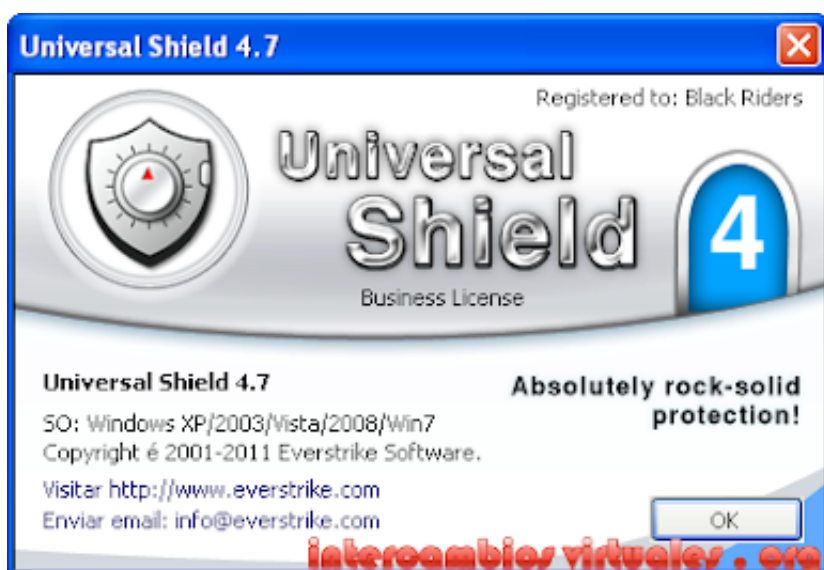 Universal Shield 4.7
Registered to: Black Riders
Universal
Shield
4
Business License
Universal Shield 4.7
Absolutely rock-solid
protection!
SO: Windows XP/2003/Vista/2008/Win7
Copyright é 2001-2011 Everstrike Software.
Visitar http://www.everstrike.com
Enviar email: info@everstrike.com
OK
intercambios virtuales . org